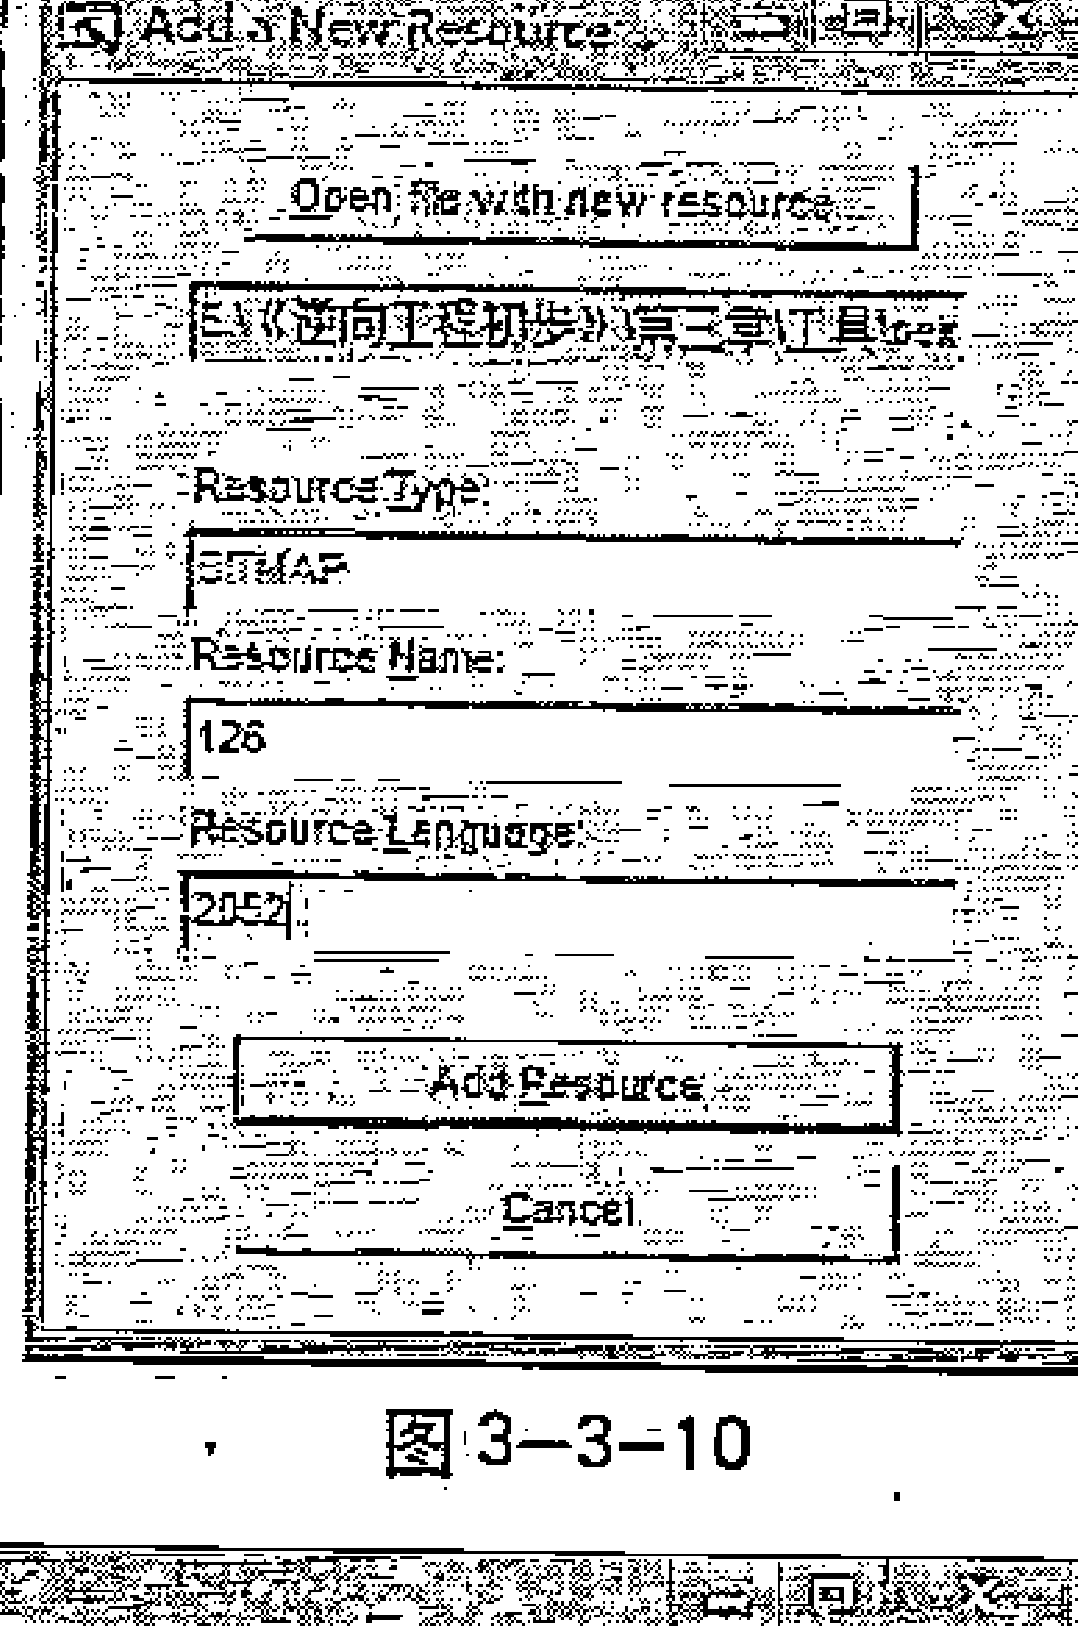 Add a New Resource
Open file with new resource
E:\《逆向工程初步》\第三章\工具\
Resource Type:
BITMAP
Resource Name:
126
Resource Language:
2052
Add Resource
Cancel
图3-3-10